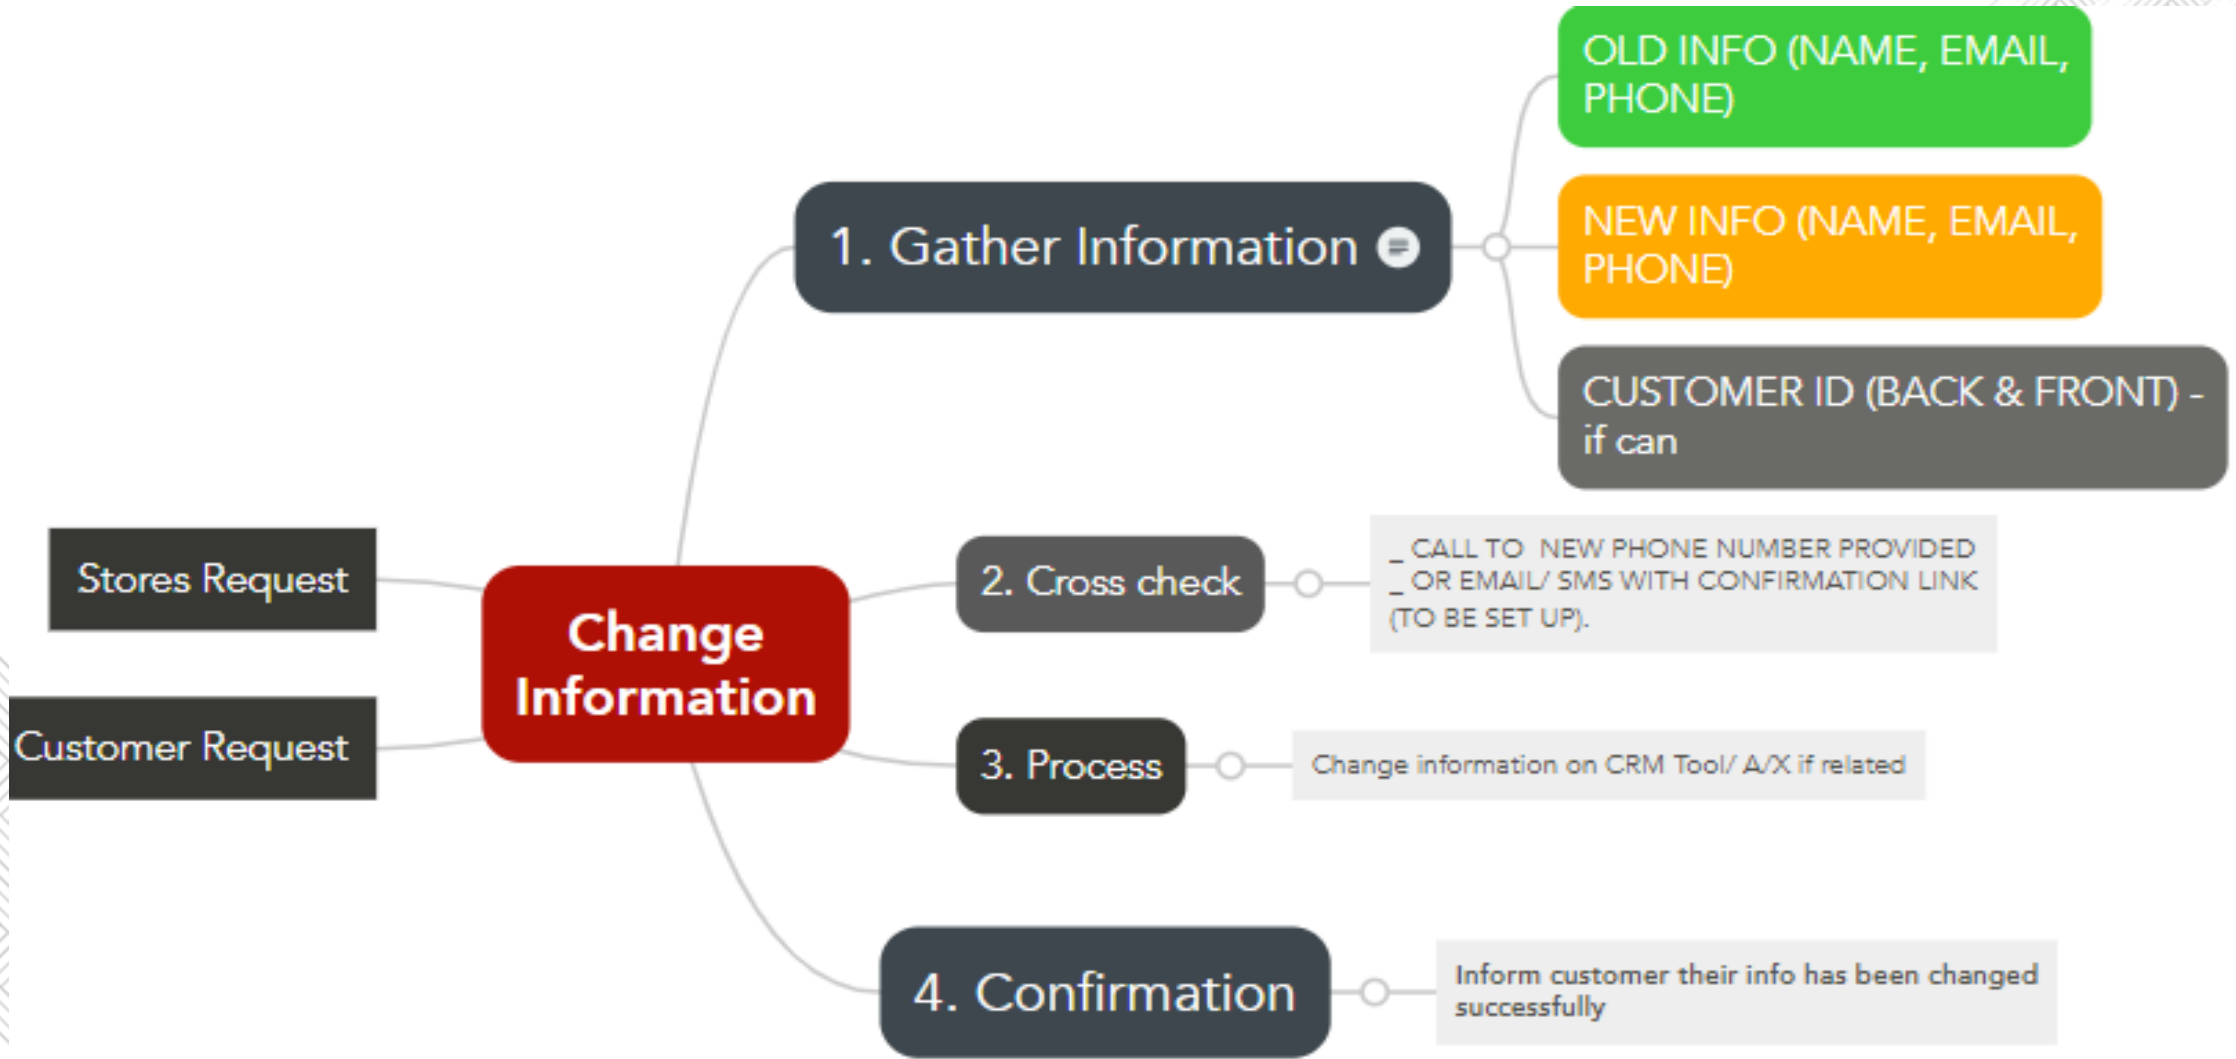 OLD INFO (NAME, EMAIL,
PHONE)
1. Gather Information
NEW INFO (NAME, EMAIL,
PHONE)
CUSTOMER ID (BACK & FRONT) -
if can
Stores Request
Customer Request
Change
Information
2. Cross check
_ CALL TO  NEW PHONE NUMBER PROVIDED
_ OR EMAIL/ SMS WITH CONFIRMATION LINK
(TO BE SET UP).
3. Process
Change information on CRM Tool/ A/X if related
4. Confirmation
Inform customer their info has been changed
successfully